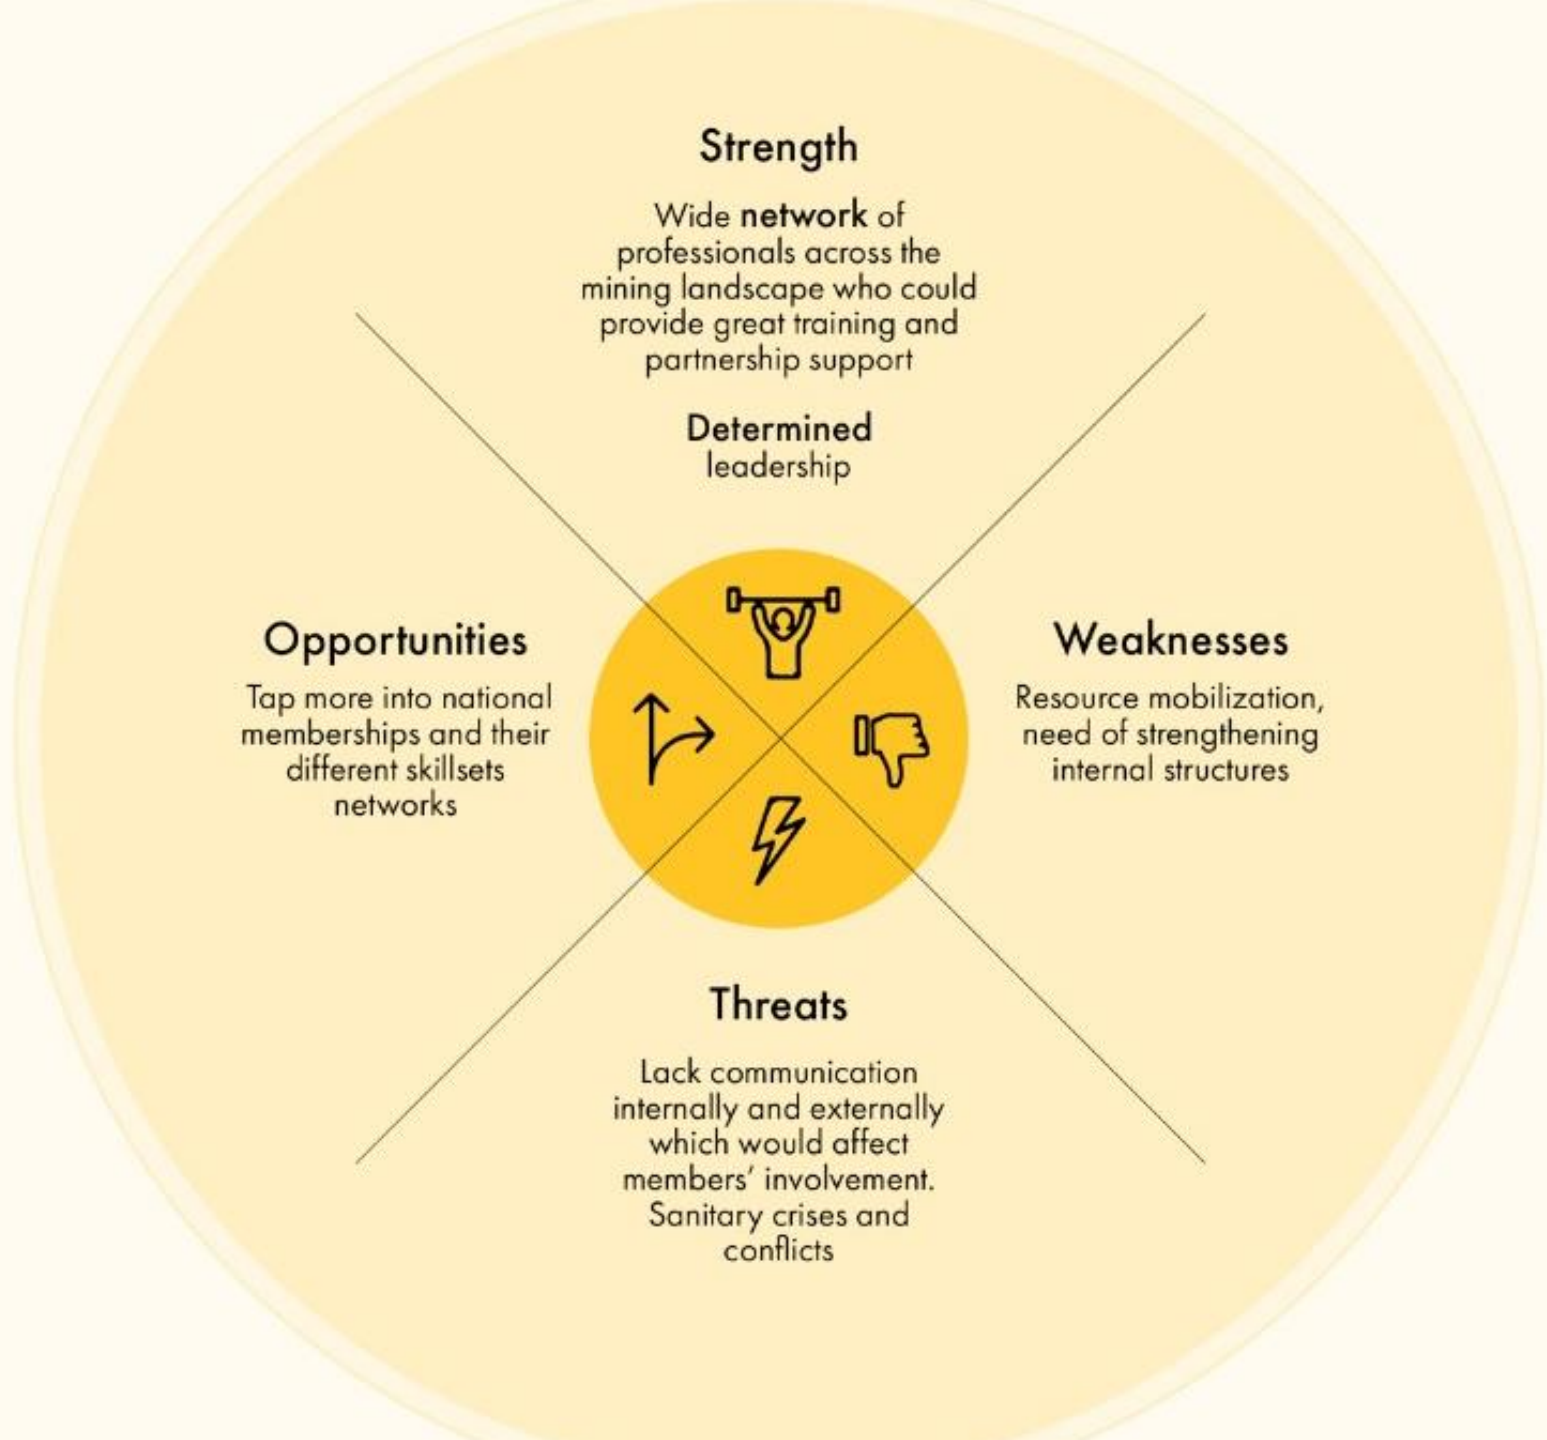 Strength
Wide network of
professionals across the
mining landscape who could
provide great training and
partnership support
Determined
leadership
Opportunities
Tap more into national
memberships and their
different skillsets
networks
Weaknesses
Resource mobilization,
need of strengthening
internal structures
Threats
Lack communication
internally and externally
which would affect
members’ involvement.
Sanitary crises and
conflicts